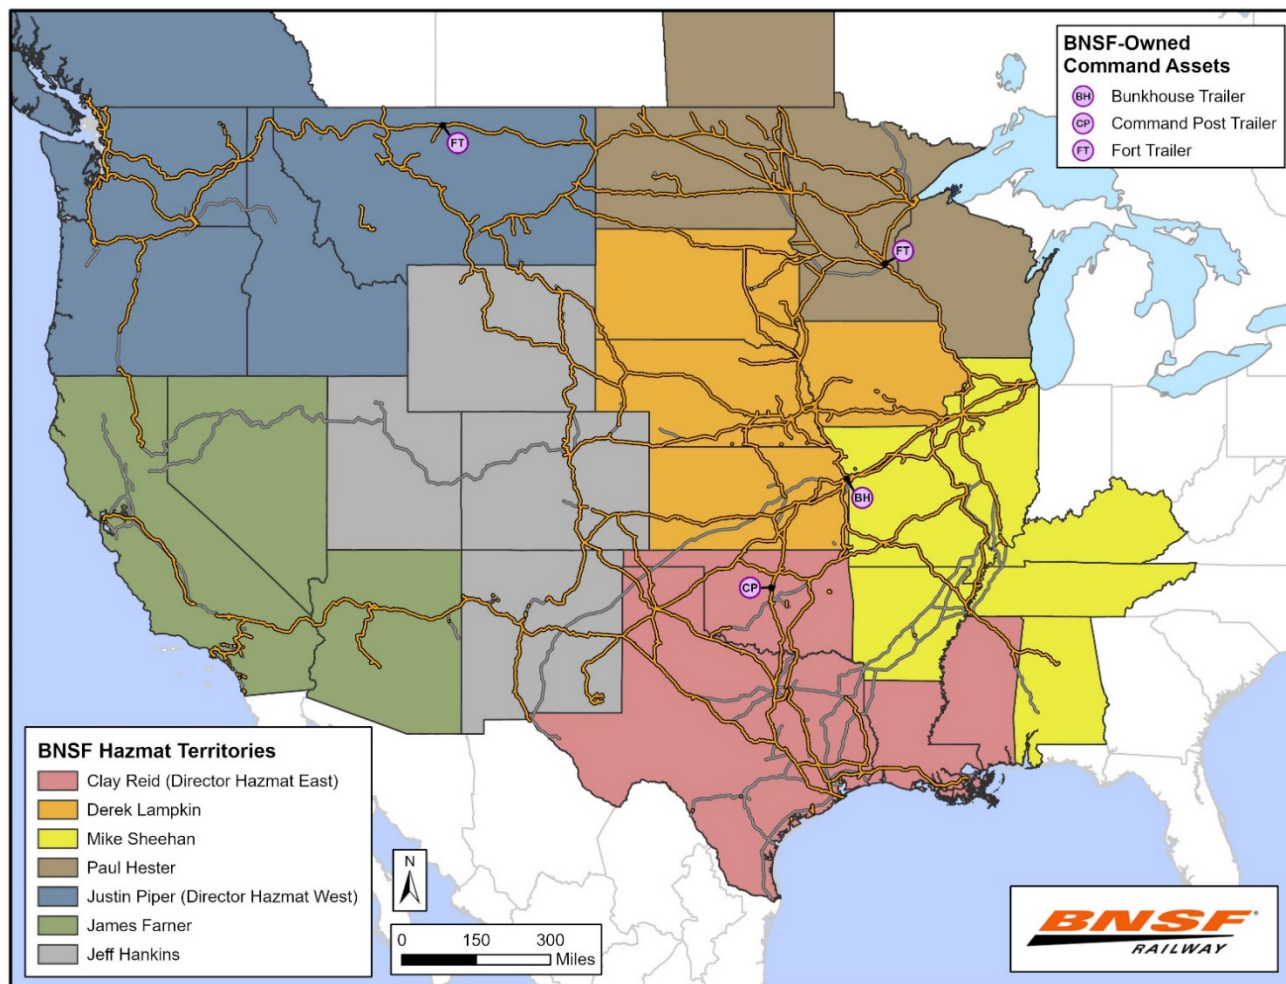 BNSF-Owned
Command Assets
BH Bunkhouse Trailer
CP Command Post Trailer
FT Fort Trailer
FT
FT
BH
CP
BNSF Hazmat Territories
Clay Reid (Director Hazmat East)
Derek Lampkin
Mike Sheehan
Paul Hester
Justin Piper (Director Hazmat West)
James Farner
Jeff Hankins
N
0 150 300
Miles
BNSF®
RAILWAY